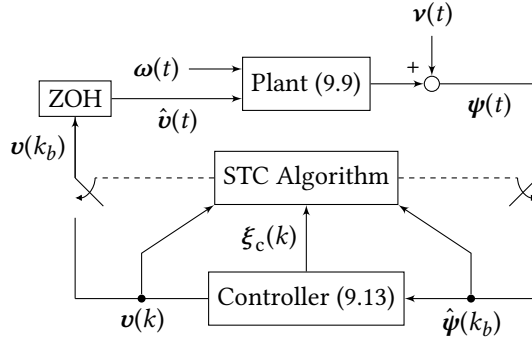 ν(t)
ω(t)
+
Plant (9.9)
ZOH
υ̂(t)
ψ(t)
υ(k_b)
STC Algorithm
ξ_c(k)
Controller (9.13)
υ(k)
ψ̂(k_b)